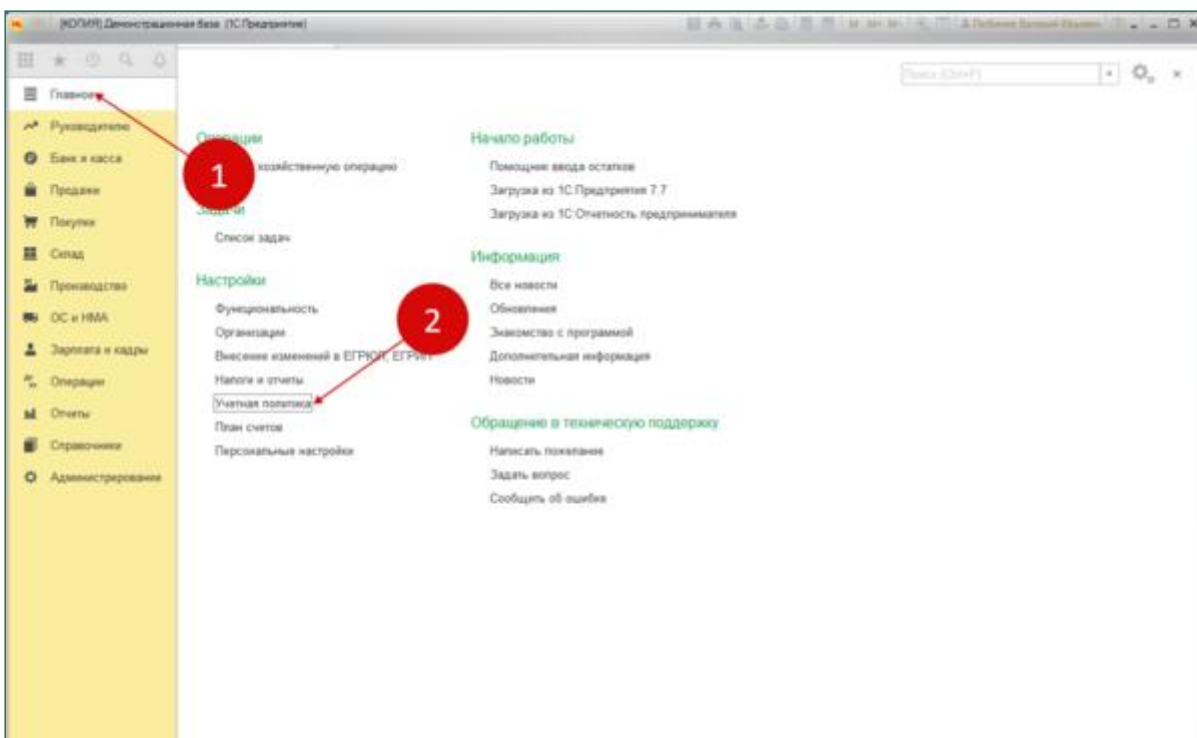 [КОПИЯ] Демонстрационная база (1С:Предприятие)
Поиск (Ctrl+F)
Главное
Руководителю
Банк и касса
Продажи
Покупки
Склад
Производство
ОС и НМА
Зарплата и кадры
Операции
Отчеты
Справочники
Администрирование
1
2
Операции
хозяйственную операцию
Задачи
Список задач
Настройки
Функциональность
Организации
Внесение изменений в ЕГРЮЛ, ЕГРИП
Налоги и отчеты
Учетная политика
План счетов
Персональные настройки
Начало работы
Помощник ввода остатков
Загрузка из 1С:Предприятия 7.7
Загрузка из 1С:Отчетность предпринимателя
Информация
Все новости
Обновления
Знакомство с программой
Дополнительная информация
Новости
Обращение в техническую поддержку
Написать пожелание
Задать вопрос
Сообщить об ошибке